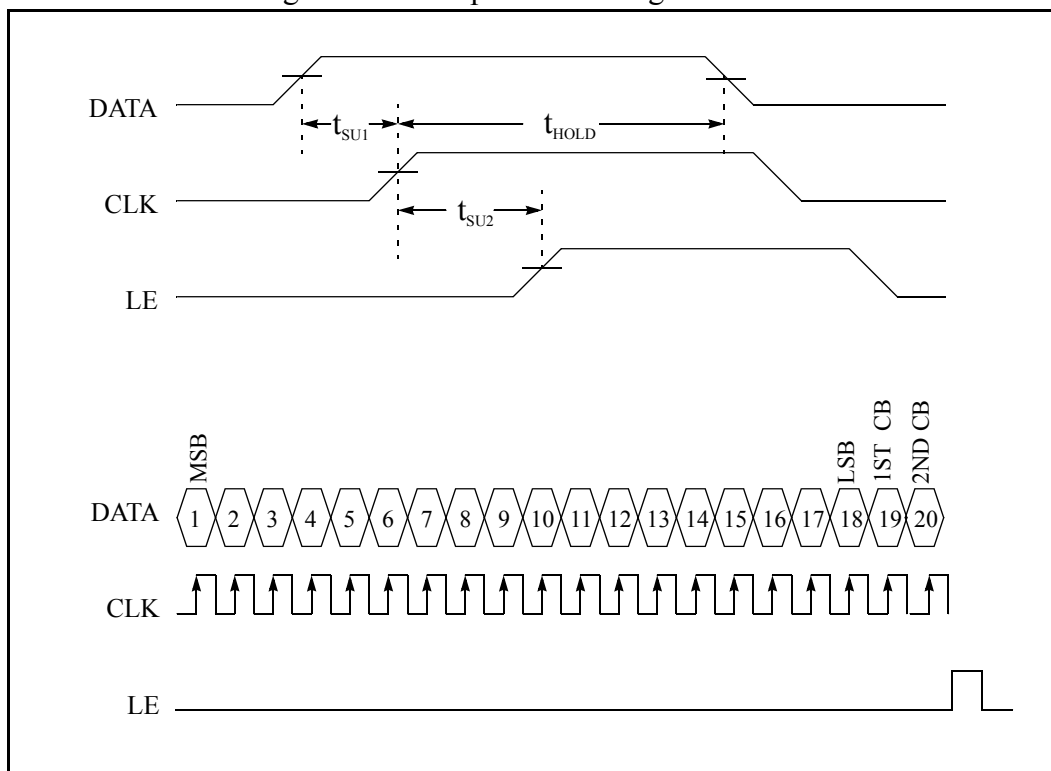 DATA
t_SU1
t_HOLD
CLK
t_SU2
LE
MSB
LSB
1ST CB
2ND CB
DATA
1 2 3 4 5 6 7 8 9 10 11 12 13 14 15 16 17 18 19 20
CLK
LE